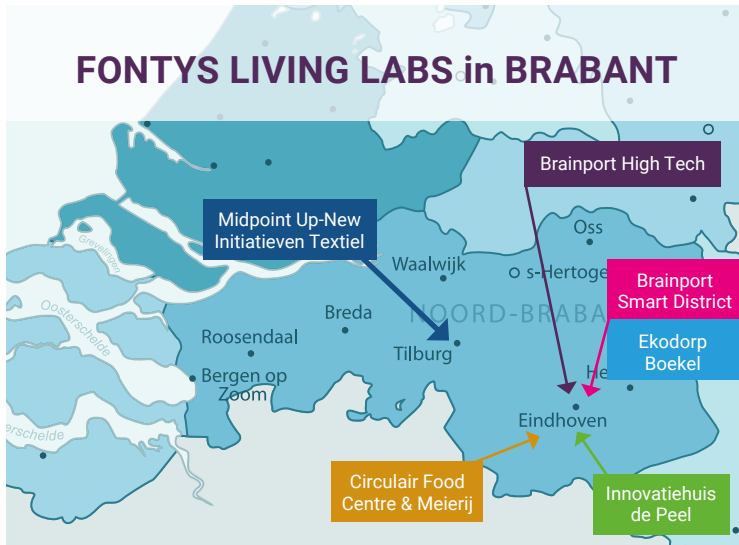 FONTYS LIVING LABS in BRABANT
Brainport High Tech
Midpoint Up-New
Initiatieven Textiel
Grevelingen
Oss
Waalwijk
s-Hertoge
Brainport
Smart District
Oosterschelde
NOORD-BRABA
Breda
Roosendaal
Ekodorp
Boekel
Tilburg
He
Bergen op
Zoom
Eindhoven
erschelde
Circulair Food
Centre & Meierij
Innovatiehuis
de Peel